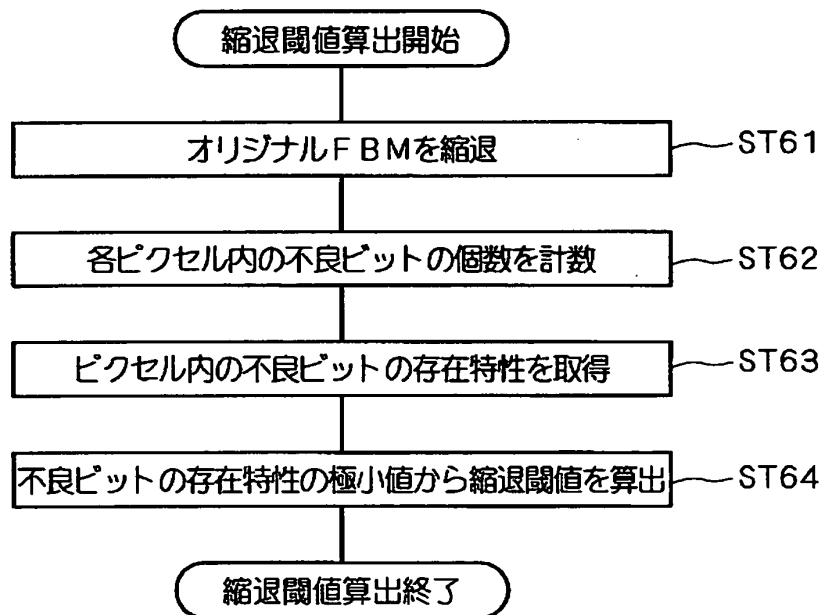 縮退閾値算出開始
オリジナルFBMを縮退
ST61
各ピクセル内の不良ビットの個数を計数
ST62
ピクセル内の不良ビットの存在特性を取得
ST63
不良ビットの存在特性の極小値から縮退閾値を算出
ST64
縮退閾値算出終了